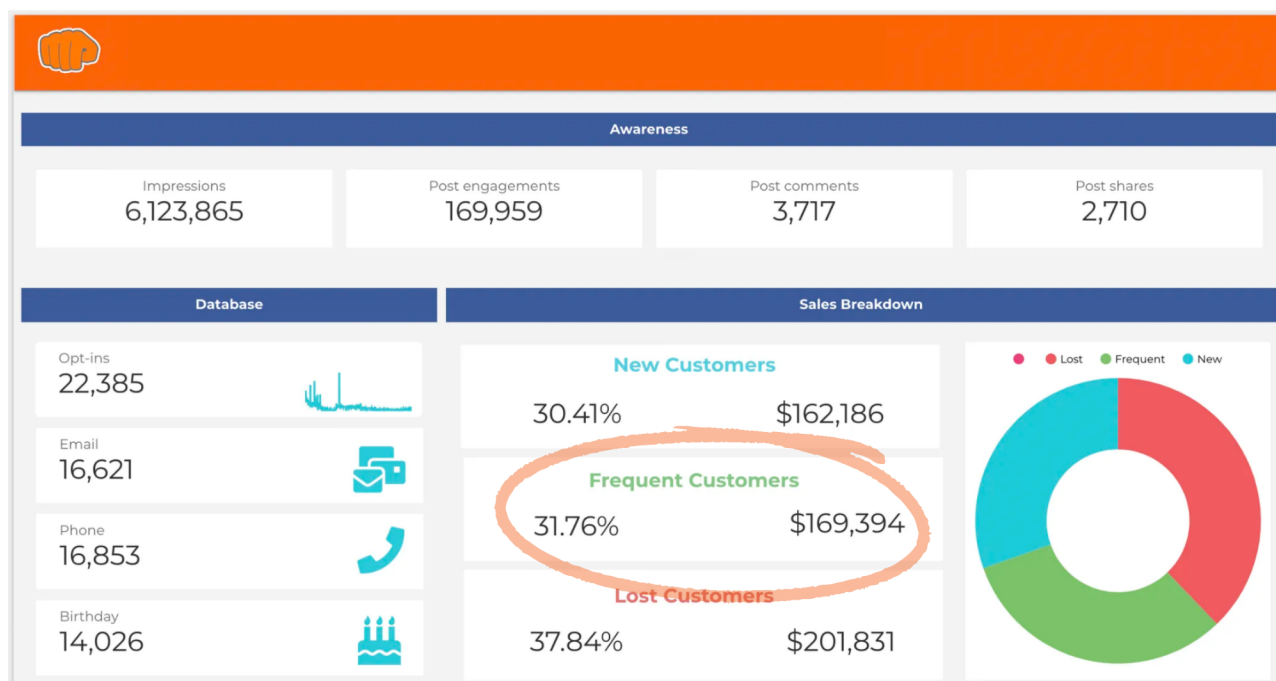 Awareness
Impressions
6,123,865
Post engagements
169,959
Post comments
3,717
Post shares
2,710
Database
Opt-ins
22,385
Email
16,621
Phone
16,853
Birthday
14,026
Sales Breakdown
New Customers
30.41% $162,186
Frequent Customers
31.76% $169,394
Lost Customers
37.84% $201,831
Lost Frequent New